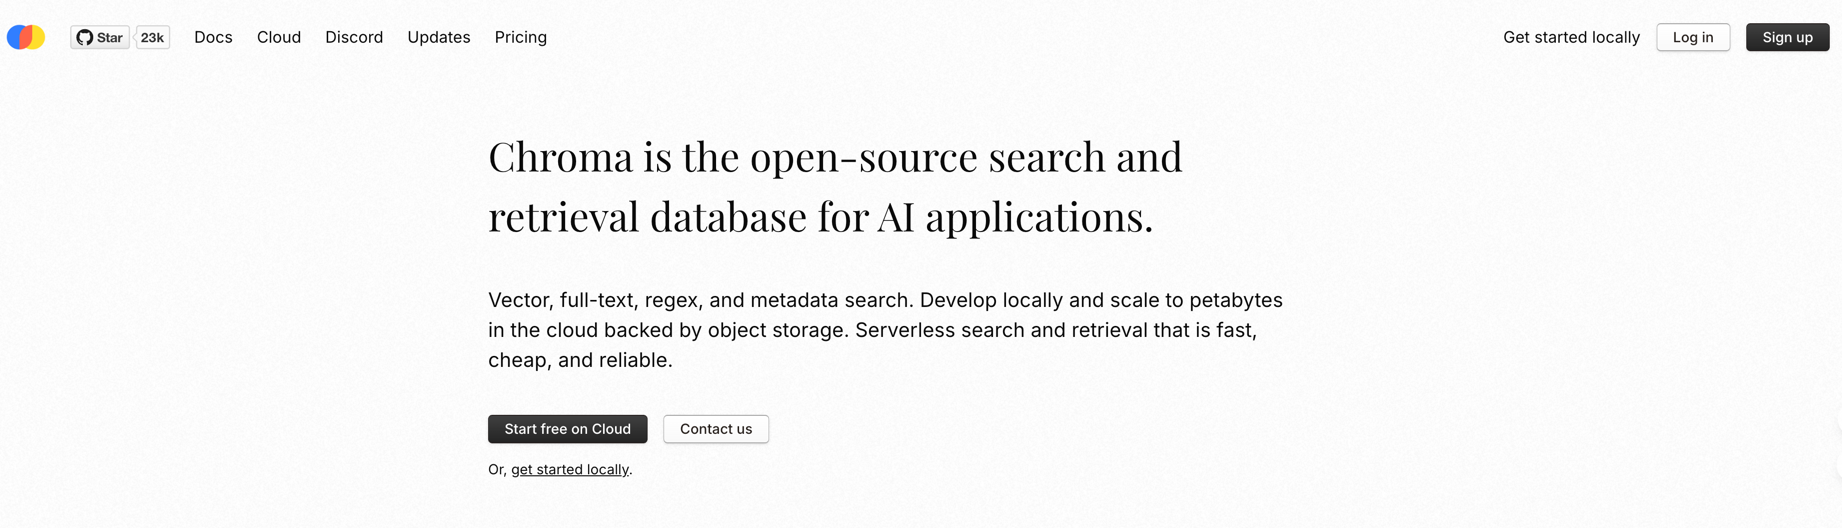 Star 23k Docs Cloud Discord Updates Pricing Get started locally Log in Sign up
Chroma is the open-source search and
retrieval database for AI applications.
Vector, full-text, regex, and metadata search. Develop locally and scale to petabytes
in the cloud backed by object storage. Serverless search and retrieval that is fast,
cheap, and reliable.
Start free on Cloud Contact us
Or, get started locally.